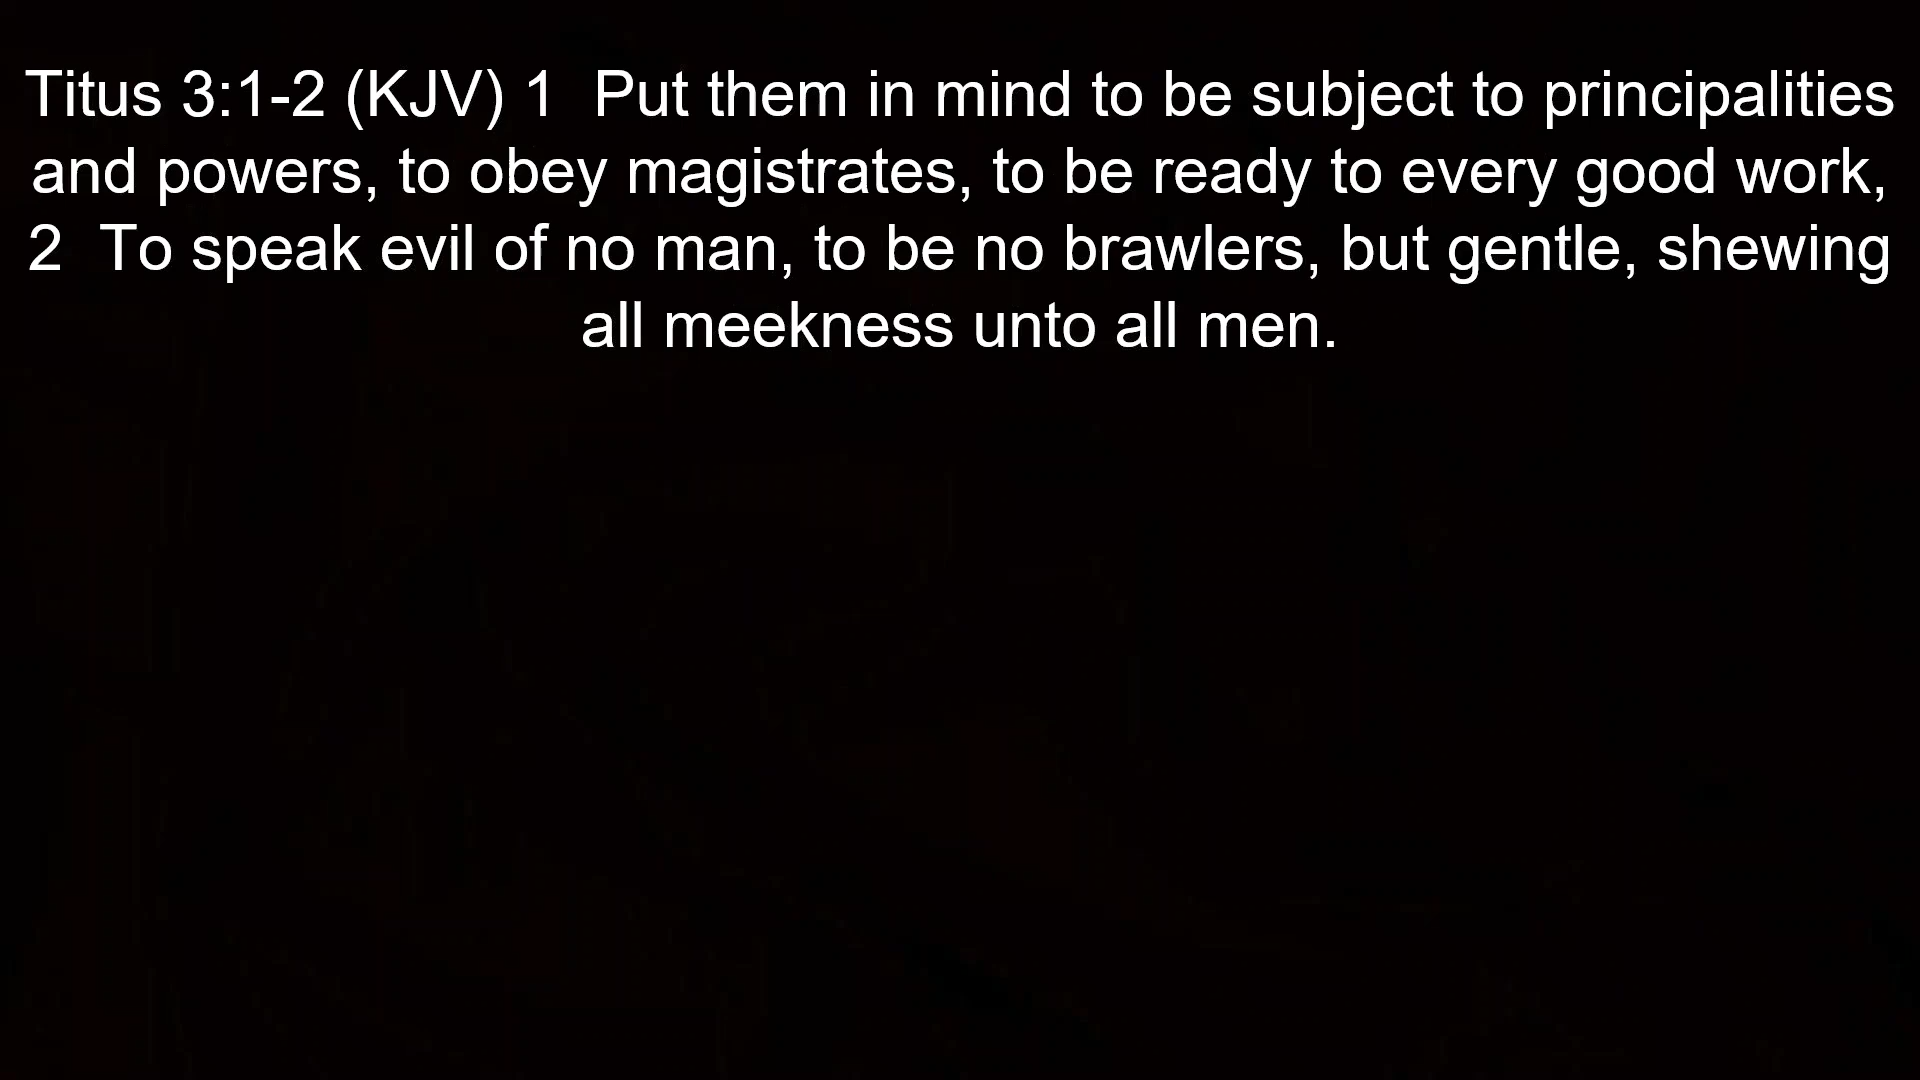 Titus 3:1-2 (KJV) 1  Put them in mind to be subject to principalities
and powers, to obey magistrates, to be ready to every good work,
2  To speak evil of no man, to be no brawlers, but gentle, shewing
all meekness unto all men.